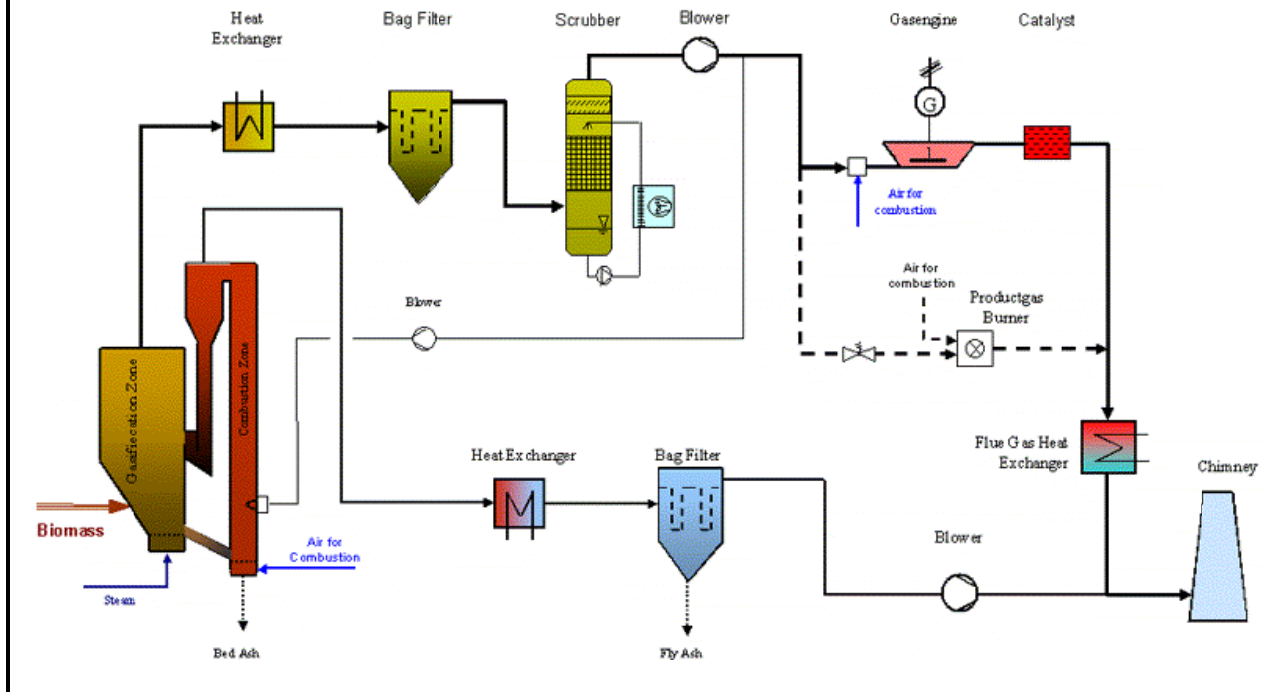 Heat
Exchanger
Bag Filter
Scrubber
Blower
Gasengine
Catalyst
G
Air for
combustion
Air for
combustion
Productgas
Burner
Blower
Gasifiecation Zone
Combustion Zone
Heat Exchanger
Bag Filter
Flue Gas Heat
Exchanger
Chimney
Biomass
Air for
Combustion
Steam
Blower
Bed Ash
Fly Ash